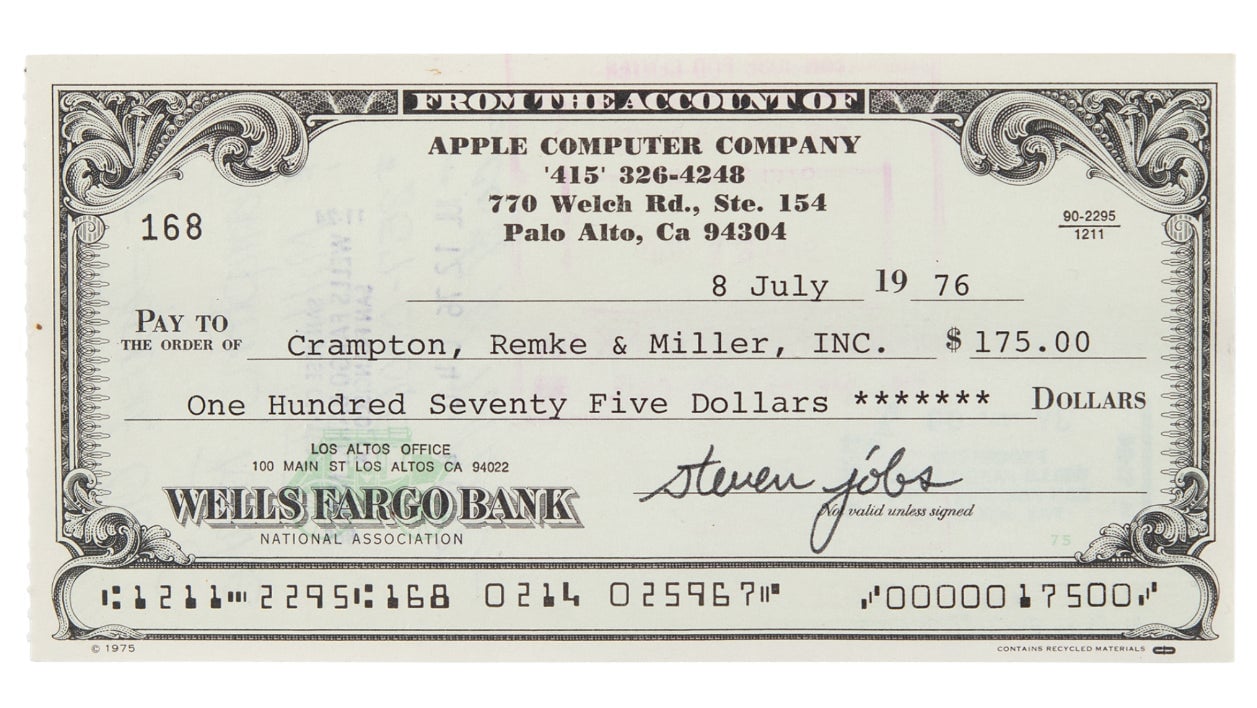 FROM THE ACCOUNT OF
APPLE COMPUTER COMPANY
'415' 326-4248
770 Welch Rd., Ste. 154
Palo Alto, Ca 94304
168
90-2295
1211
8 July 19 76
PAY TO
THE ORDER OF Crampton, Remke & Miller, INC. $ 175.00
One Hundred Seventy Five Dollars ******* DOLLARS
LOS ALTOS OFFICE
100 MAIN ST LOS ALTOS CA 94022
WELLS FARGO BANK
NATIONAL ASSOCIATION
steven jobs
Not valid unless signed
75
⑆1211⑉2295⑆168 0214 025967⑈ ⑇0000017500⑇
© 1975
CONTAINS RECYCLED MATERIALS